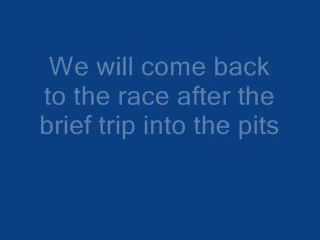 We will come back
to the race after the
brief trip into the pits